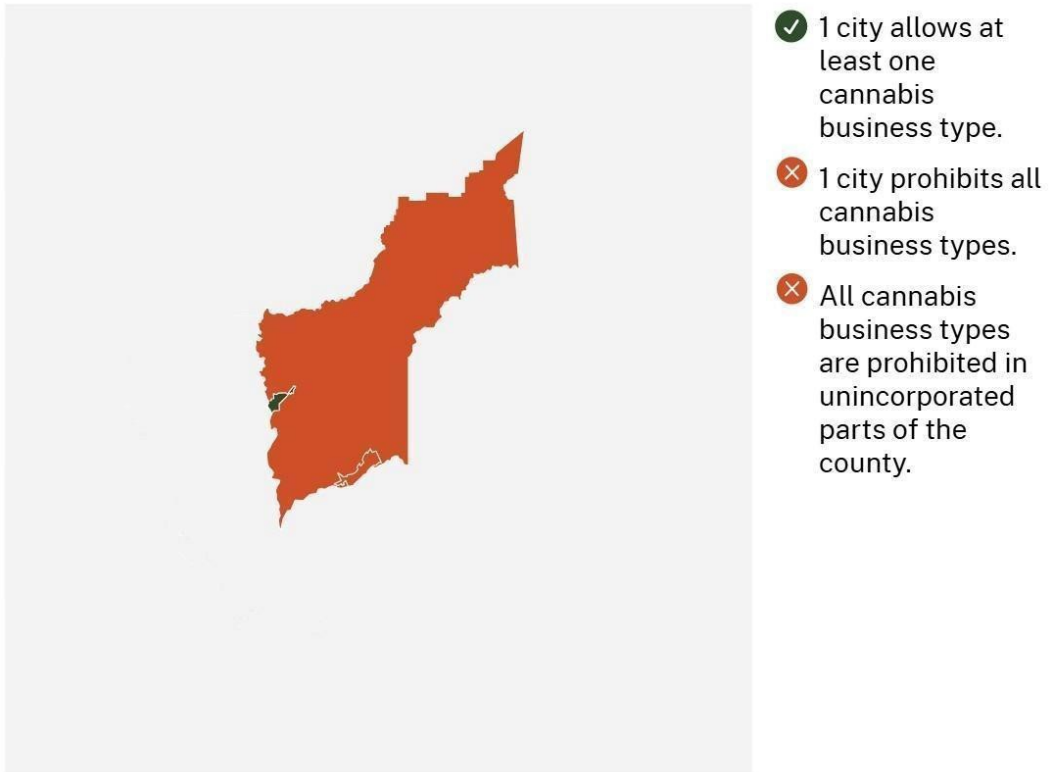 1 city allows at
least one
cannabis
business type.
1 city prohibits all
cannabis
business types.
All cannabis
business types
are prohibited in
unincorporated
parts of the
county.